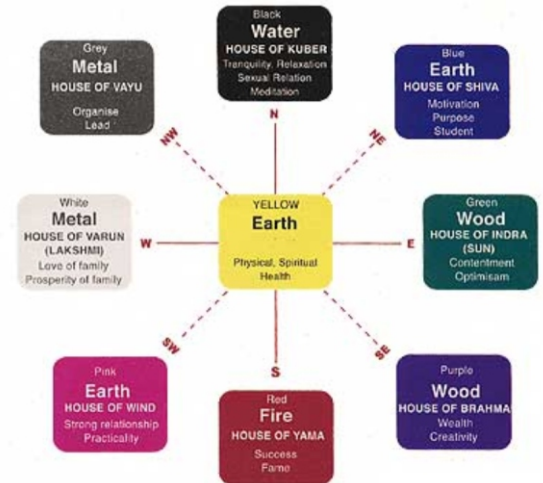 Black
Water
HOUSE OF KUBER
Tranquility, Relaxation
Sexual Relation
Meditation
Grey
Metal
HOUSE OF VAYU
Organise
Lead
Blue
Earth
HOUSE OF SHIVA
Motivation
Purpose
Student
N
NW
NE
White
Metal
HOUSE OF VARUN
(LAKSHMI)
Love of family
Prosperity of family
W
YELLOW
Earth
Physical, Spiritual
Health
E
Green
Wood
HOUSE OF INDRA
(SUN)
Contentment
Optimisam
SW
S
SE
Pink
Earth
HOUSE OF WIND
Strong relationship
Practicality
Red
Fire
HOUSE OF YAMA
Success
Fame
Purple
Wood
HOUSE OF BRAHMA
Wealth
Creativity